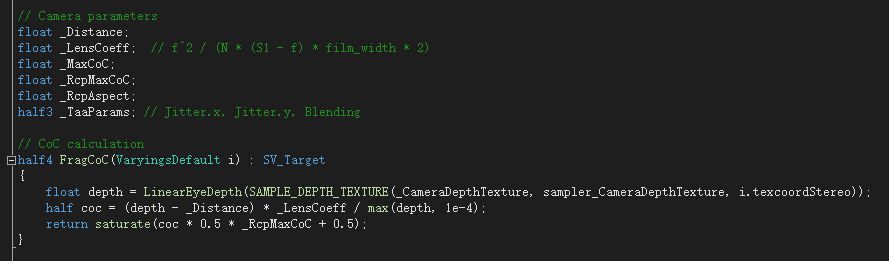 // Camera parameters
float _Distance;
float _LensCoeff;  // f^2 / (N * (S1 - f) * film_width * 2)
float _MaxCoC;
float _RcpMaxCoC;
float _RcpAspect;
half3 _TaaParams; // Jitter.x, Jitter.y, Blending
// CoC calculation
half4 FragCoC(VaryingsDefault i) : SV_Target
{
    float depth = LinearEyeDepth(SAMPLE_DEPTH_TEXTURE(_CameraDepthTexture, sampler_CameraDepthTexture, i.texcoordStereo));
    half coc = (depth - _Distance) * _LensCoeff / max(depth, 1e-4);
    return saturate(coc * 0.5 * _RcpMaxCoC + 0.5);
}